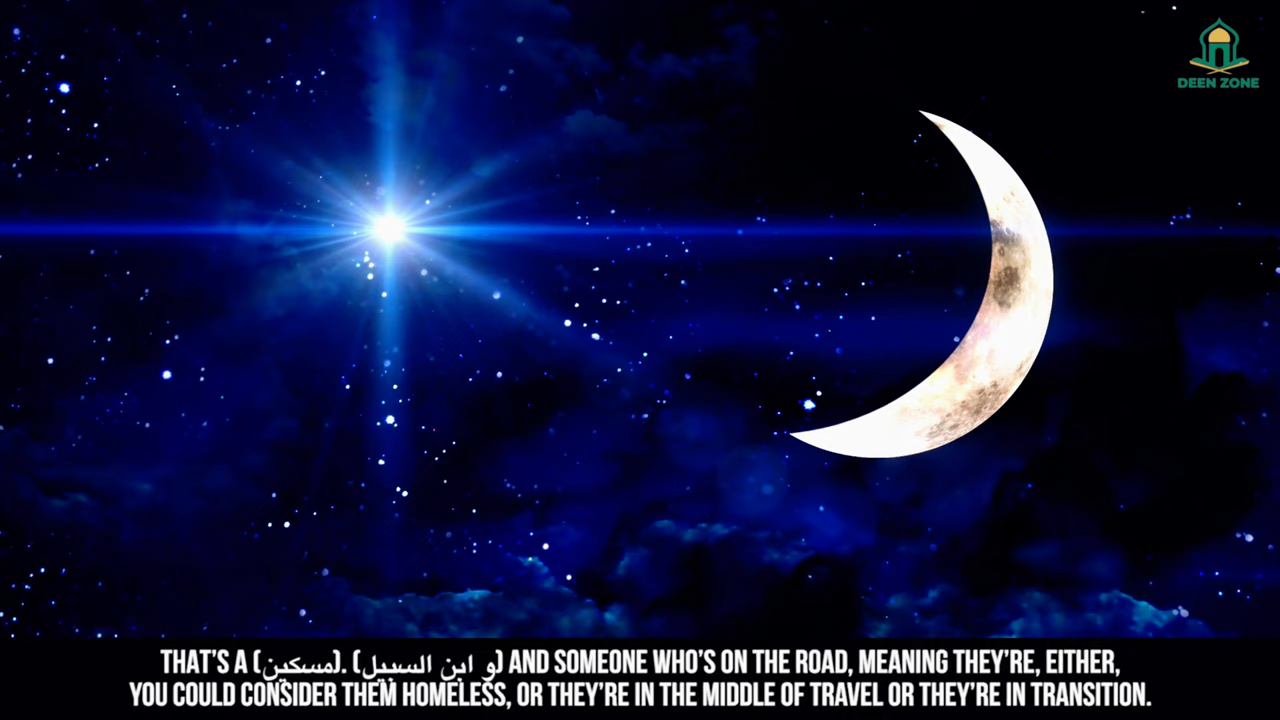 DEEN ZONE
THAT'S A (مسكين). (و ابن السبيل) AND SOMEONE WHO'S ON THE ROAD, MEANING THEY'RE, EITHER,
YOU COULD CONSIDER THEM HOMELESS, OR THEY'RE IN THE MIDDLE OF TRAVEL OR THEY'RE IN TRANSITION.